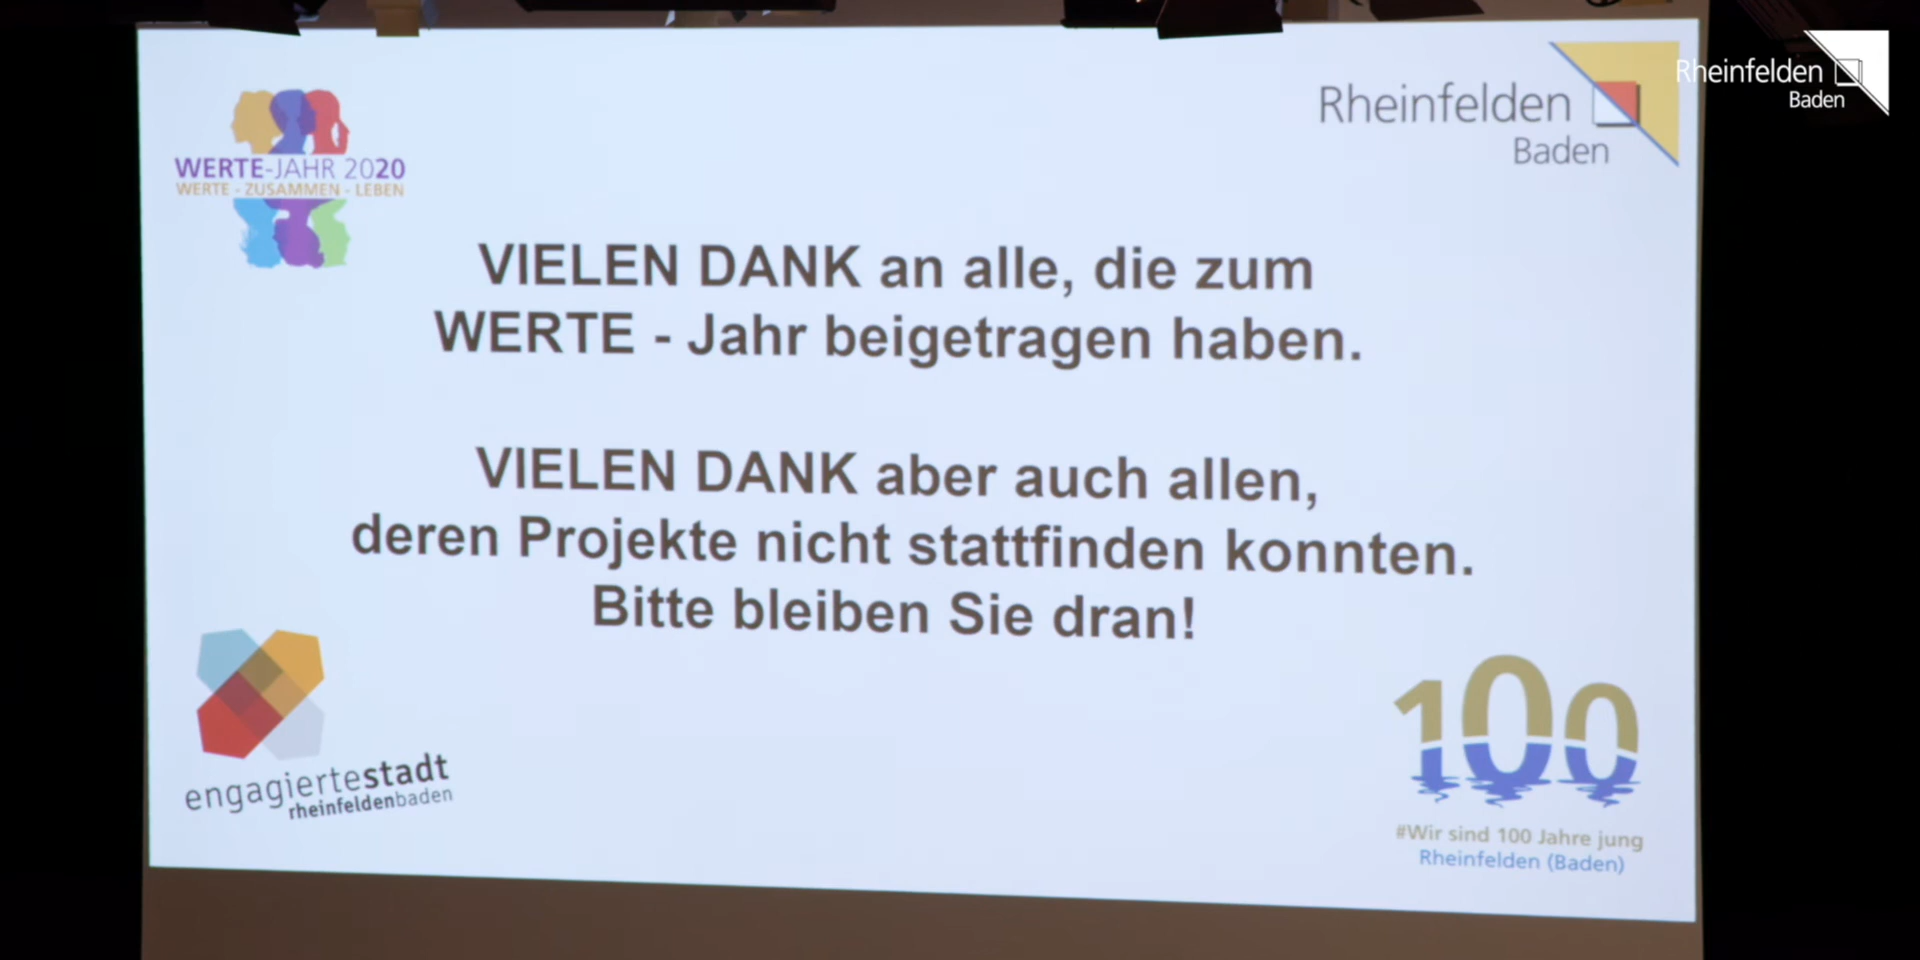 Rheinfelden
Baden
Rheinfelden
Baden
WERTE-JAHR 2020
WERTE - ZUSAMMEN - LEBEN
VIELEN DANK an alle, die zum
WERTE - Jahr beigetragen haben.
VIELEN DANK aber auch allen,
deren Projekte nicht stattfinden konnten.
Bitte bleiben Sie dran!
engagiertestadt
rheinfeldenbaden
100
#Wir sind 100 Jahre jung
Rheinfelden (Baden)